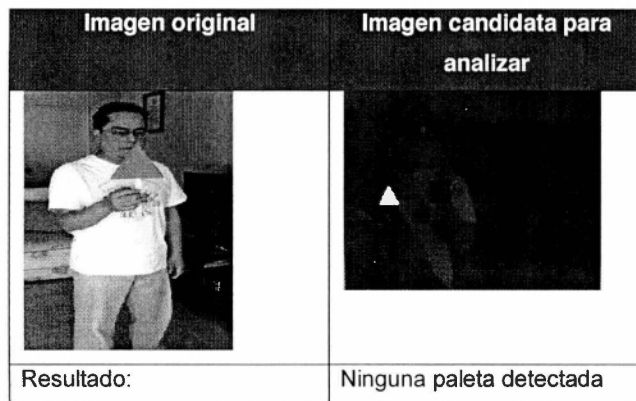 Imagen original
Imagen candidata para
analizar
Resultado:
Ninguna paleta detectada